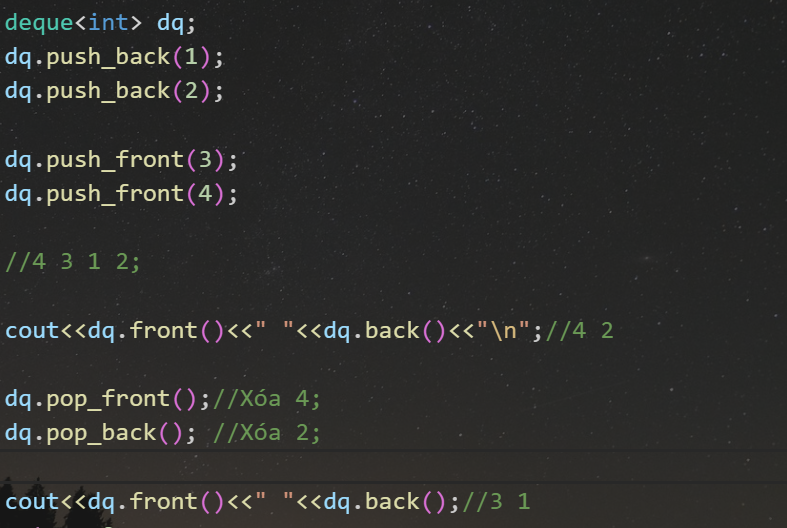 deque<int> dq;
dq.push_back(1);
dq.push_back(2);
dq.push_front(3);
dq.push_front(4);
//4 3 1 2;
cout<<dq.front()<<" "<<dq.back()<<"\n";//4 2
dq.pop_front();//Xóa 4;
dq.pop_back(); //Xóa 2;
cout<<dq.front()<<" "<<dq.back();//3 1